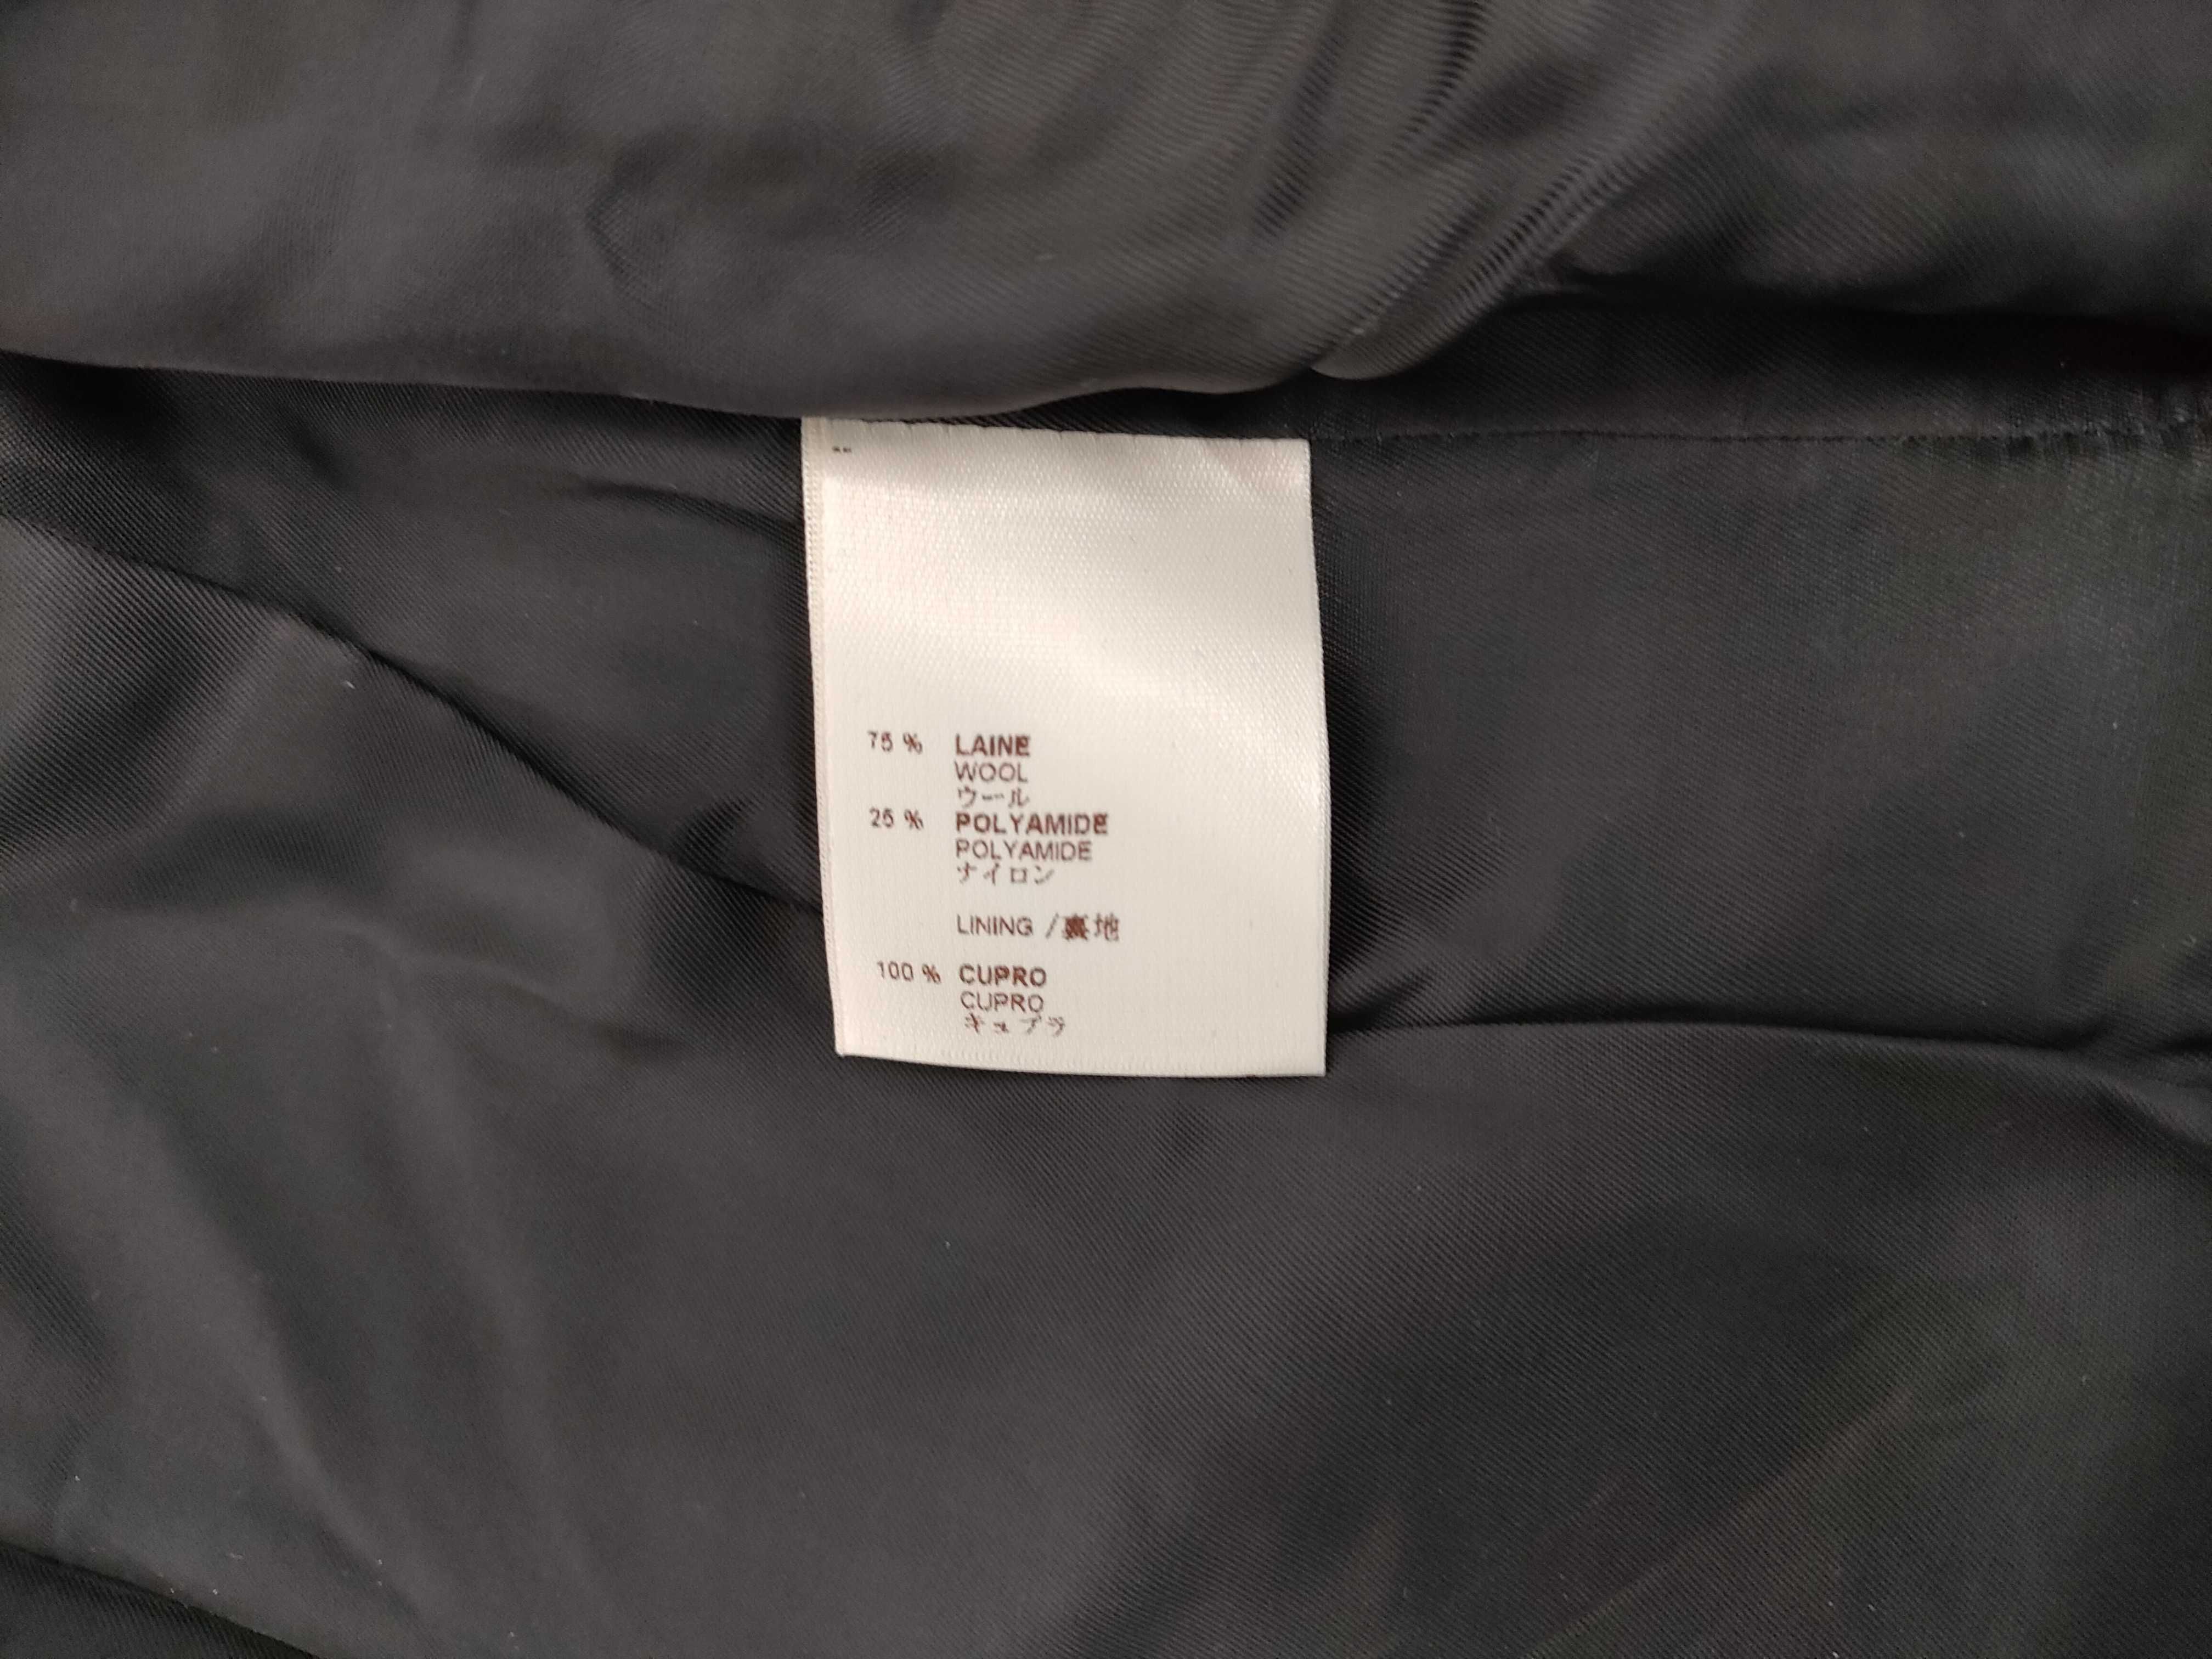 75 % LAINE
WOOL
ウール
25 % POLYAMIDE
POLYAMIDE
ナイロン
LINING / 裏地
100 % CUPRO
CUPRO
キュプラ